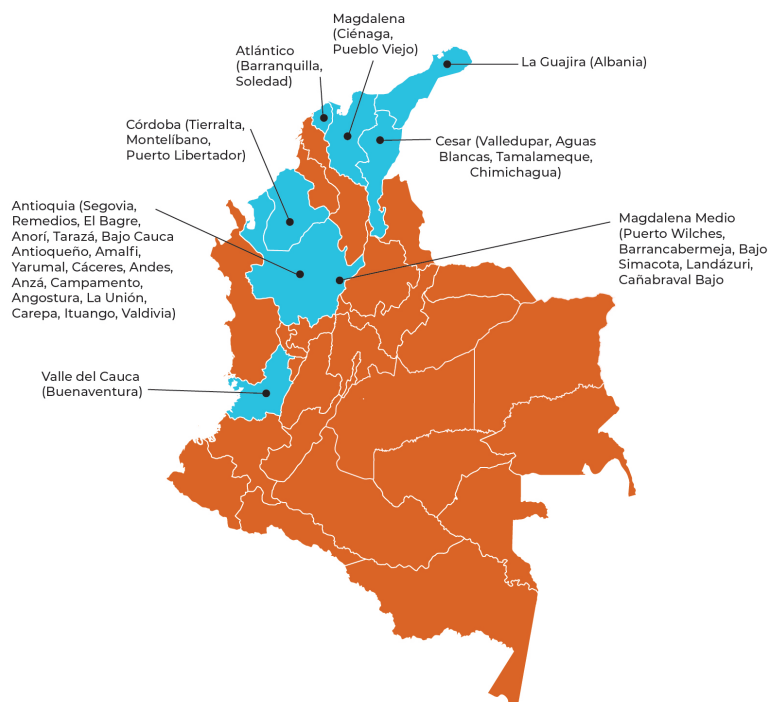 Magdalena
(Ciénaga,
Pueblo Viejo)
Atlántico
(Barranquilla,
Soledad)
La Guajira (Albania)
Córdoba (Tierralta,
Montelíbano,
Puerto Libertador)
Cesar (Valledupar, Aguas
Blancas, Tamalameque,
Chimichagua)
Antioquia (Segovia,
Remedios, El Bagre,
Anorí, Tarazá, Bajo Cauca
Antioqueño, Amalfi,
Yarumal, Cáceres, Andes,
Anzá, Campamento,
Angostura, La Unión,
Carepa, Ituango, Valdivia)
Magdalena Medio
(Puerto Wilches,
Barrancabermeja, Bajo
Simacota, Landázuri,
Cañabraval Bajo
Valle del Cauca
(Buenaventura)